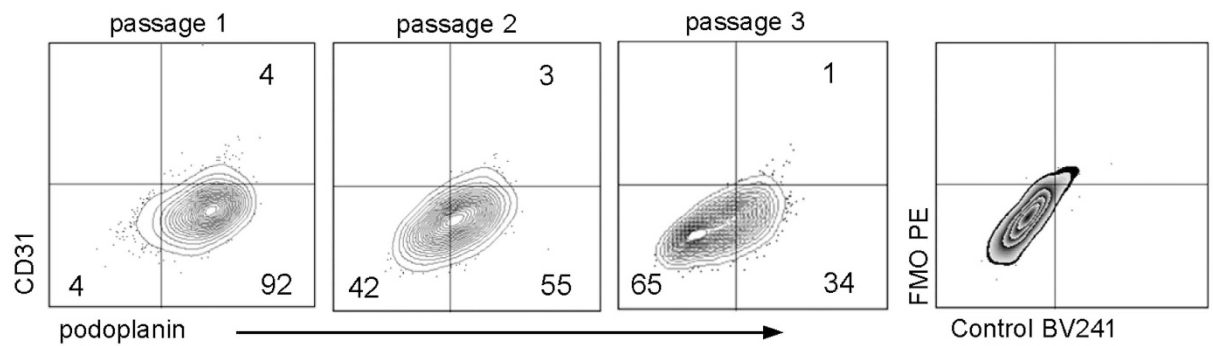 passage 1
passage 2
passage 3
4
3
1
CD31
4
92
42
55
65
34
FMO PE
podoplanin
Control BV241